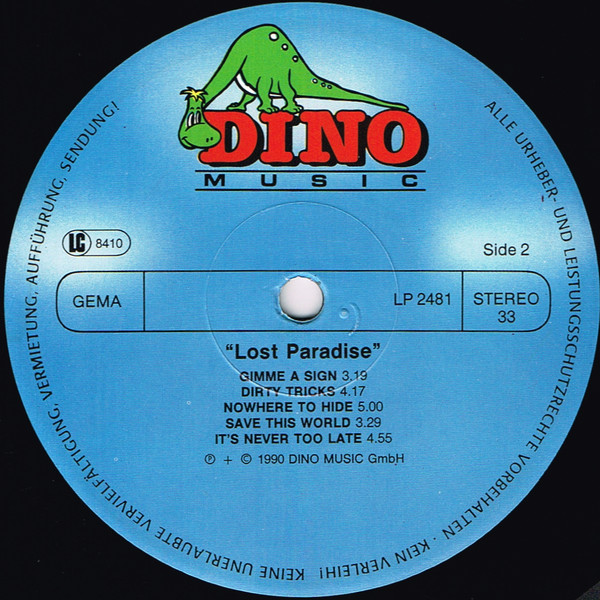 DINO
MUSIC
LC 8410
Side 2
GEMA
LP 2481
STEREO
33
"Lost Paradise"
GIMME A SIGN 3.19
DIRTY TRICKS 4.17
NOWHERE TO HIDE 5.00
SAVE THIS WORLD 3.29
IT'S NEVER TOO LATE 4.55
℗ + © 1990 DINO MUSIC GmbH
ALLE URHEBER- UND LEISTUNGSSCHUTZRECHTE VORBEHALTEN · KEIN VERLEIH! KEINE UNERLAUBTE VERVIELFÄLTIGUNG, VERMIETUNG, AUFFÜHRUNG, SENDUNG!